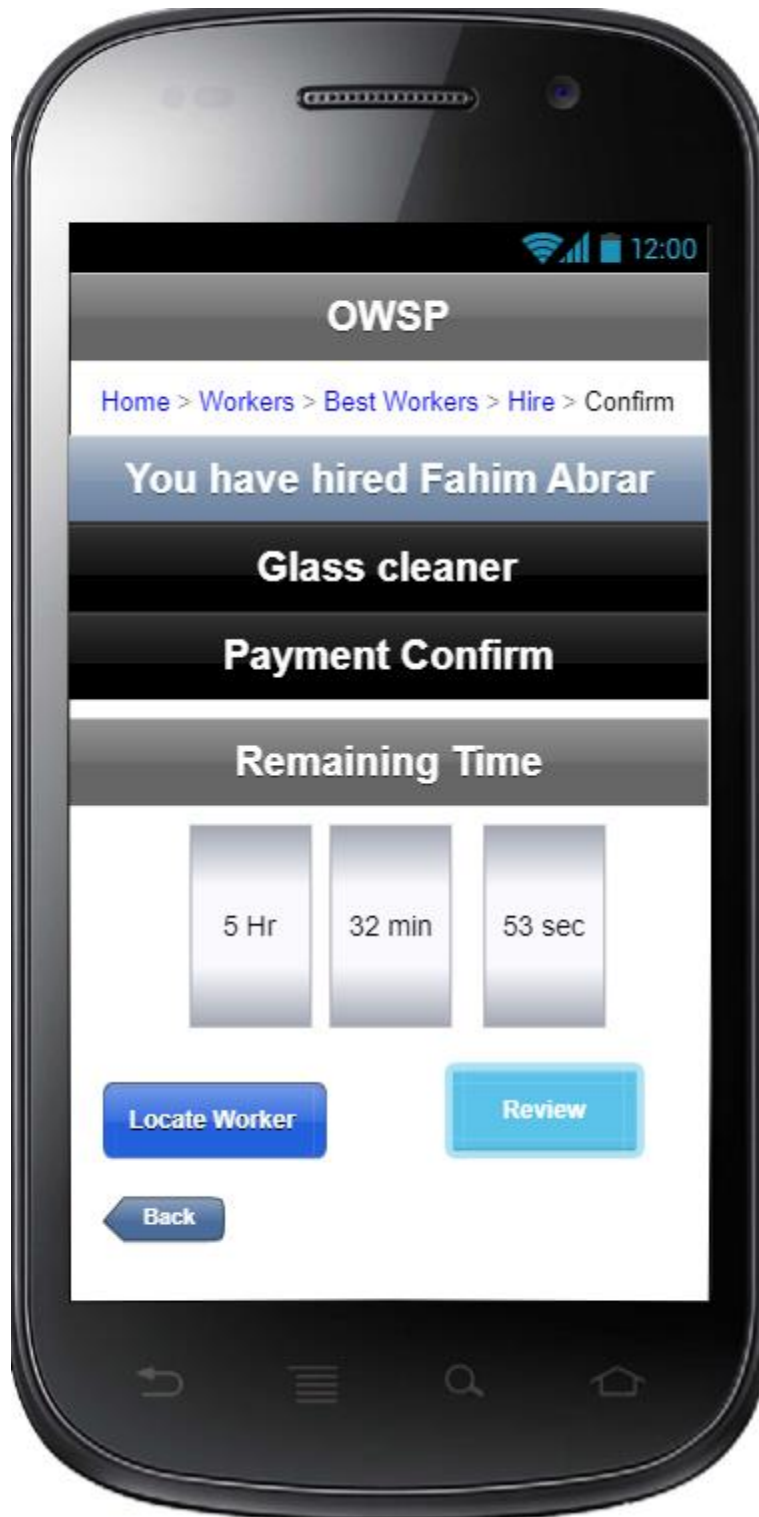 12:00
OWSP
Home > Workers > Best Workers > Hire > Confirm
You have hired Fahim Abrar
Glass cleaner
Payment Confirm
Remaining Time
5 Hr 32 min 53 sec
Locate Worker Review
Back